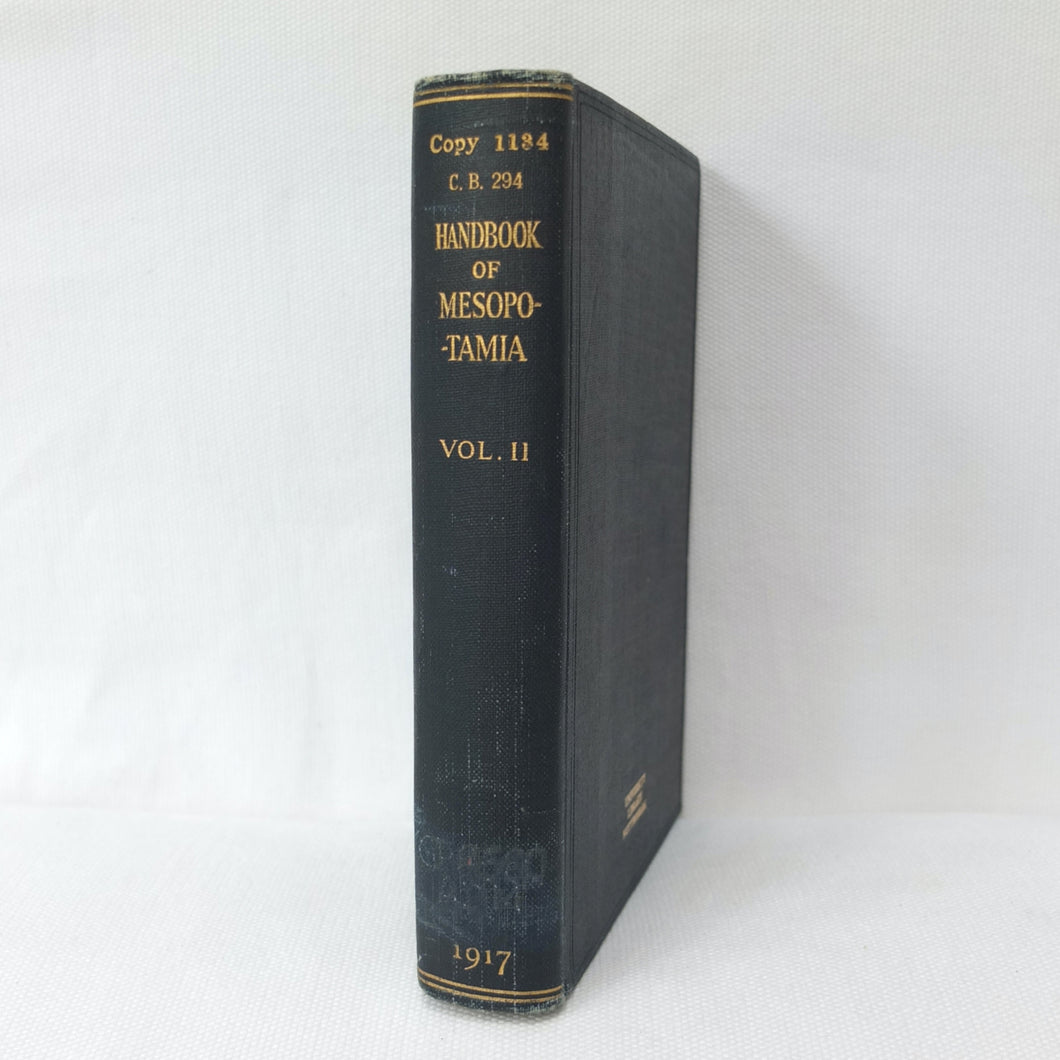 Copy 1134
C. B. 294
HANDBOOK
OF
MESOPO-
-TAMIA
VOL. II
1917